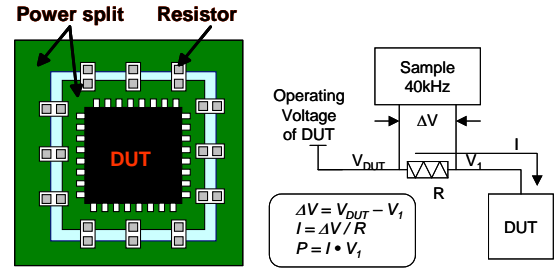 Power split
Resistor
DUT
Sample
40kHz
Operating
Voltage
of DUT
ΔV
I
V_DUT
V_1
R
DUT
ΔV = V_DUT – V_1
I = ΔV / R
P = I • V_1